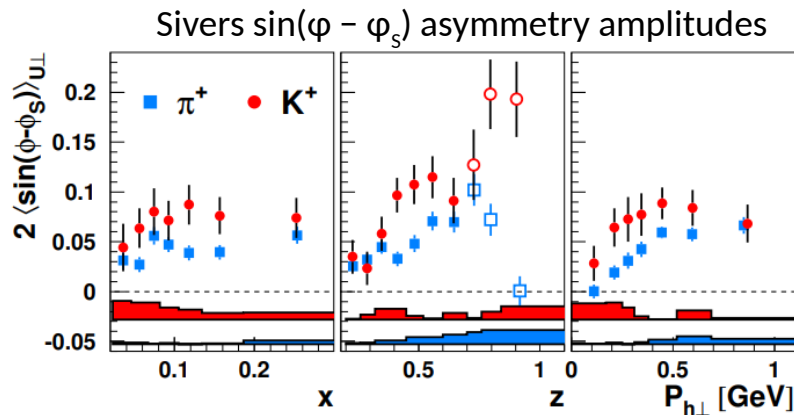 Sivers sin(φ − φs) asymmetry amplitudes
2 ⟨sin(ϕ-ϕS)⟩U⊥
π+ K+
0.2
0.15
0.1
0.05
0
-0.05
0.1 0.2
x
0.5 1
z
0 0.5 1
Ph⊥ [GeV]